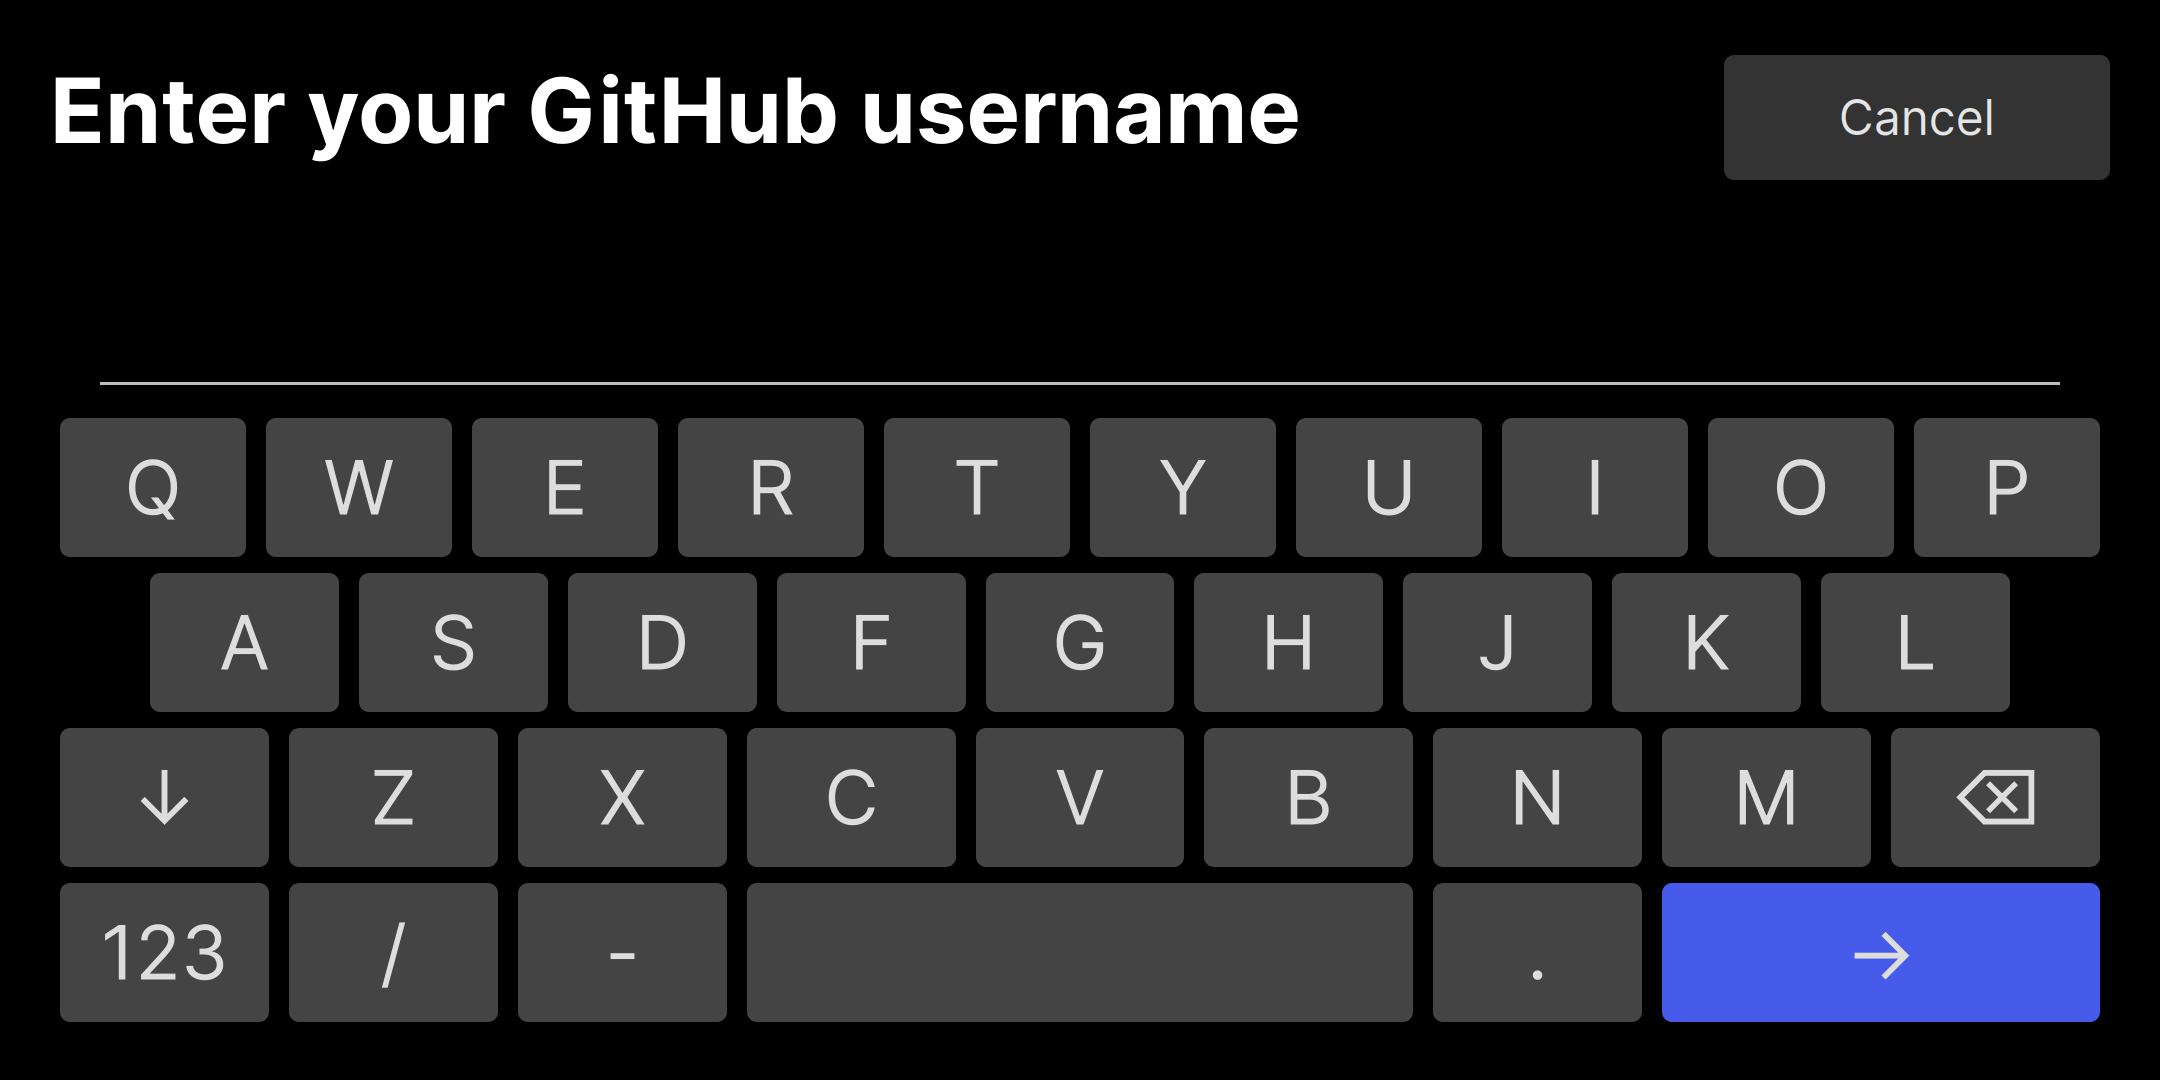 Enter your GitHub username
Cancel
Q W E R T Y U I O P
A S D F G H J K L
↓ Z X C V B N M ⌫
123 / - . →